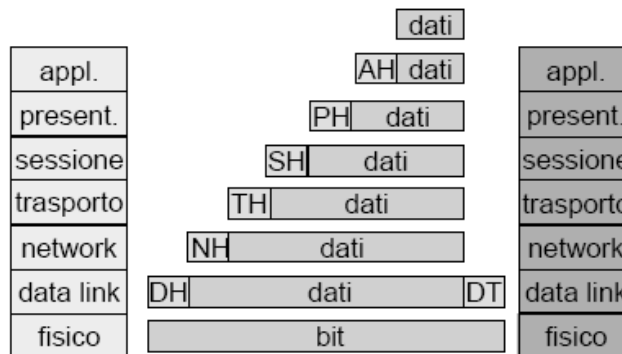 dati
appl. AH dati appl.
present. PH dati present.
sessione SH dati sessione
trasporto TH dati trasporto
network NH dati network
data link DH dati DT data link
fisico bit fisico